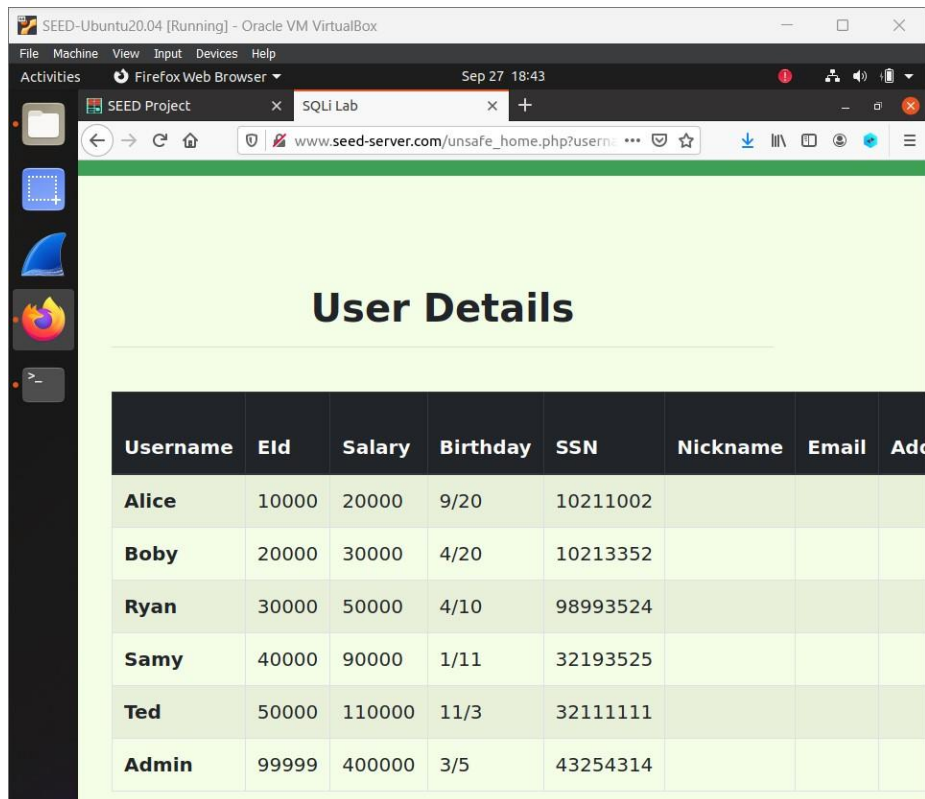 SEED-Ubuntu20.04 [Running] - Oracle VM VirtualBox
File Machine View Input Devices Help
Activities Firefox Web Browser Sep 27 18:43
SEED Project SQLi Lab
www.seed-server.com/unsafe_home.php?usern
User Details
Username EId Salary Birthday SSN Nickname Email Add
Alice 10000 20000 9/20 10211002
Boby 20000 30000 4/20 10213352
Ryan 30000 50000 4/10 98993524
Samy 40000 90000 1/11 32193525
Ted 50000 110000 11/3 32111111
Admin 99999 400000 3/5 43254314